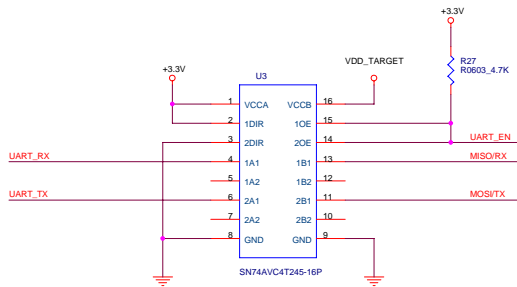 +3.3V
R27
R0603_4.7K
U3
VDD_TARGET
+3.3V
1 VCCA VCCB 16
2 1DIR 1OE 15
3 2DIR 2OE 14 UART_EN
UART_RX 4 1A1 1B1 13 MISO/RX
5 1A2 1B2 12
UART_TX 6 2A1 2B1 11 MOSI/TX
7 2A2 2B2 10
8 GND GND 9
SN74AVC4T245-16P